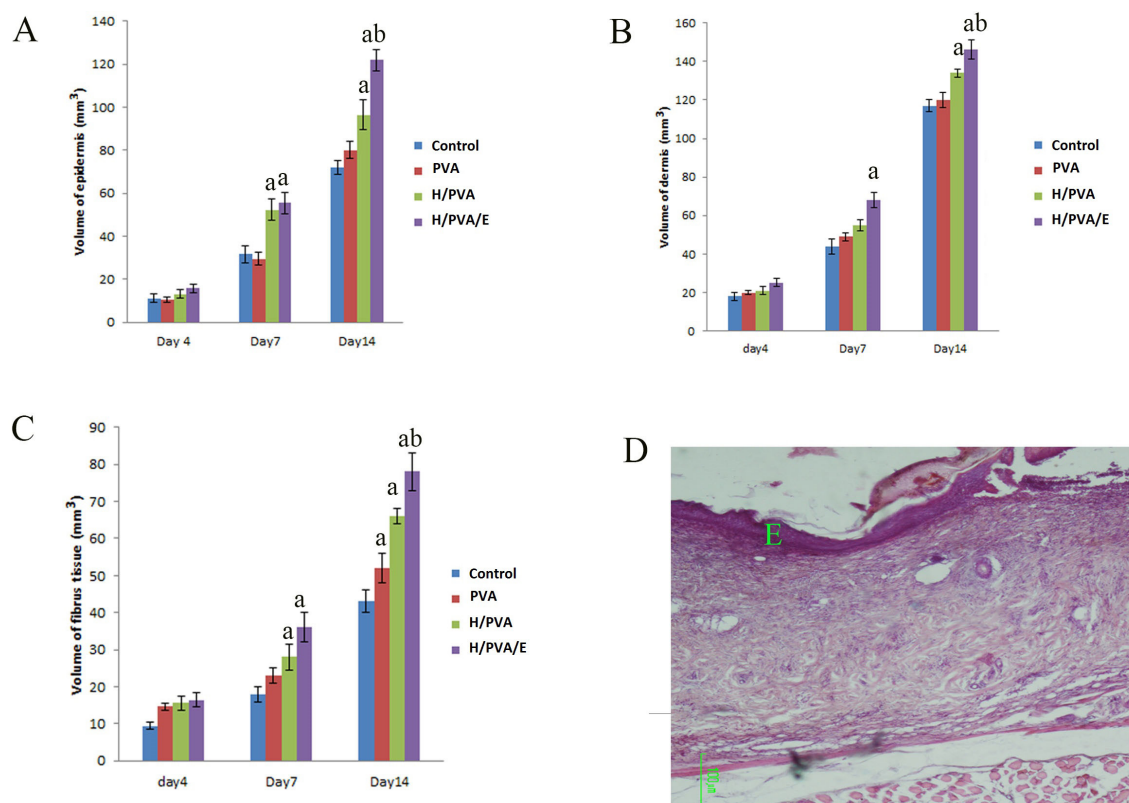 A
Volume of epidermis (mm³)
140
120
100
80
60
40
20
0
a
a
a
ab
Day 4
Day7
Day14
Control
PVA
H/PVA
H/PVA/E
B
Volume of dermis (mm³)
160
140
120
100
80
60
40
20
0
a
a
ab
day4
Day7
Day14
Control
PVA
H/PVA
H/PVA/E
C
Volume of fibrus tissue (mm³)
90
80
70
60
50
40
30
20
10
0
a
a
a
a
ab
day4
Day7
Day14
Control
PVA
H/PVA
H/PVA/E
D
E